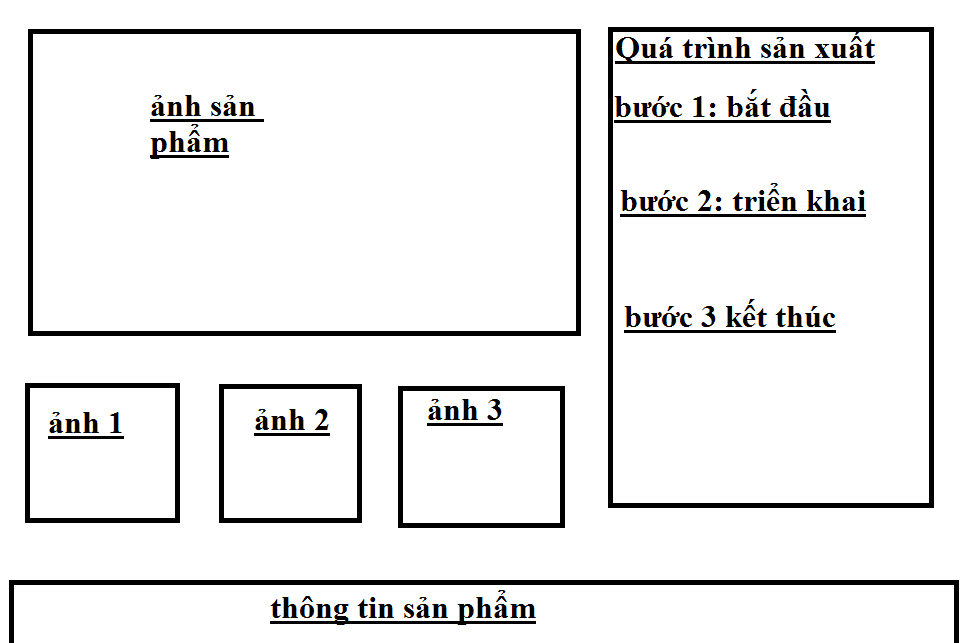 ảnh sản
phẩm
ảnh 1
ảnh 2
ảnh 3
Quá trình sản xuất
bước 1: bắt đầu
bước 2: triển khai
bước 3 kết thúc
thông tin sản phẩm